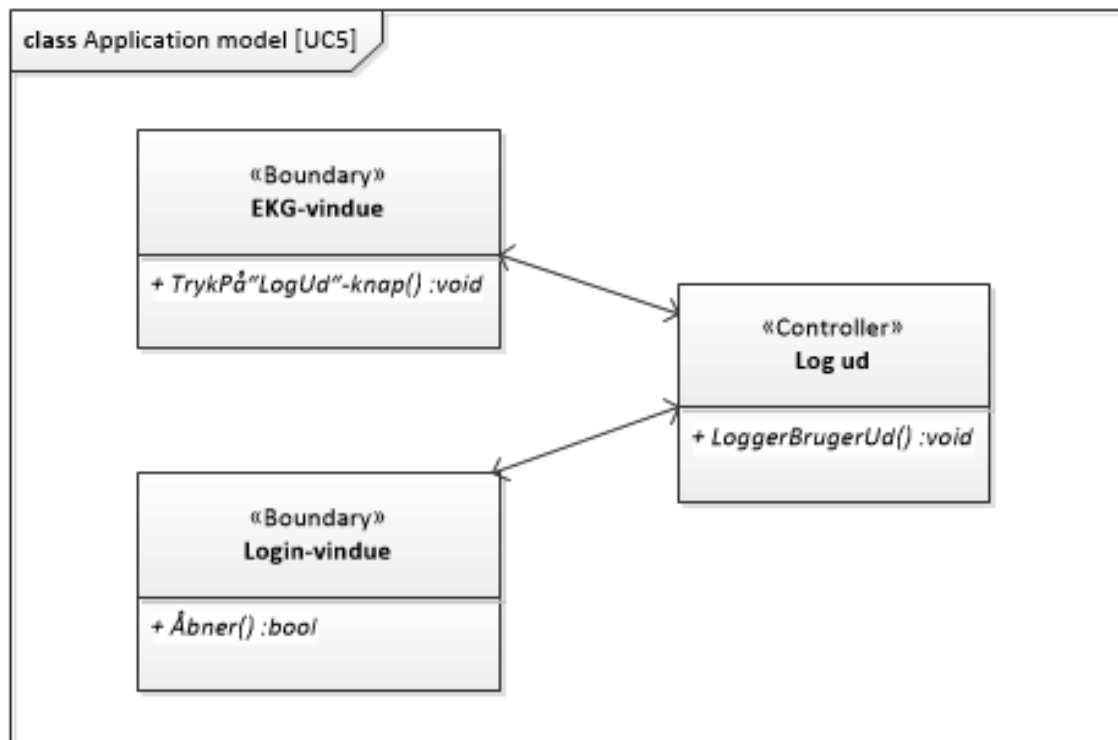 class Application model [UC5]
«Boundary»
EKG-vindue
+ TrykPå"LogUd"-knap() :void
«Controller»
Log ud
+ LoggerBrugerUd() :void
«Boundary»
Login-vindue
+ Åbner() :bool